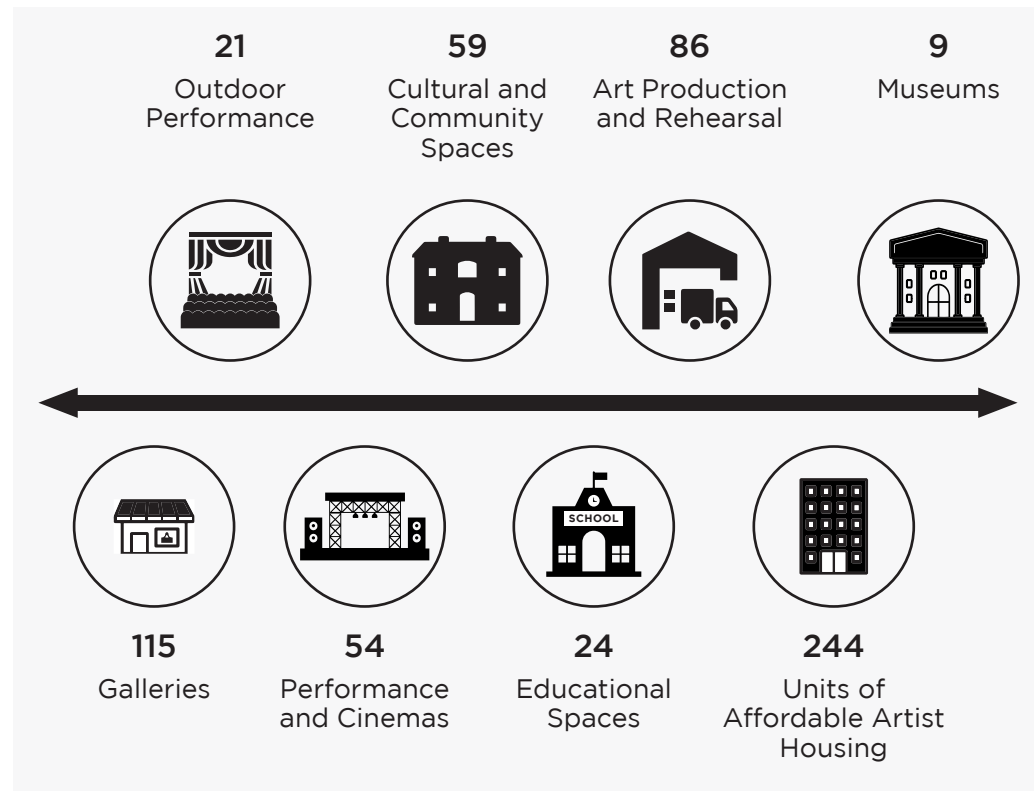 21
Outdoor
Performance
59
Cultural and
Community
Spaces
86
Art Production
and Rehearsal
9
Museums
SCHOOL
115
Galleries
54
Performance
and Cinemas
24
Educational
Spaces
244
Units of
Affordable Artist
Housing